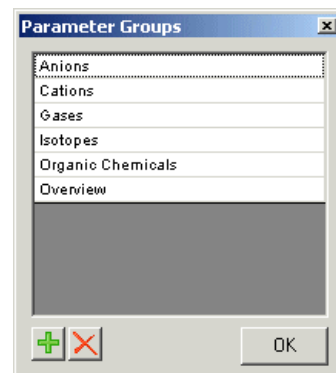 Parameter Groups
Anions
Cations
Gases
Isotopes
Organic Chemicals
Overview
OK